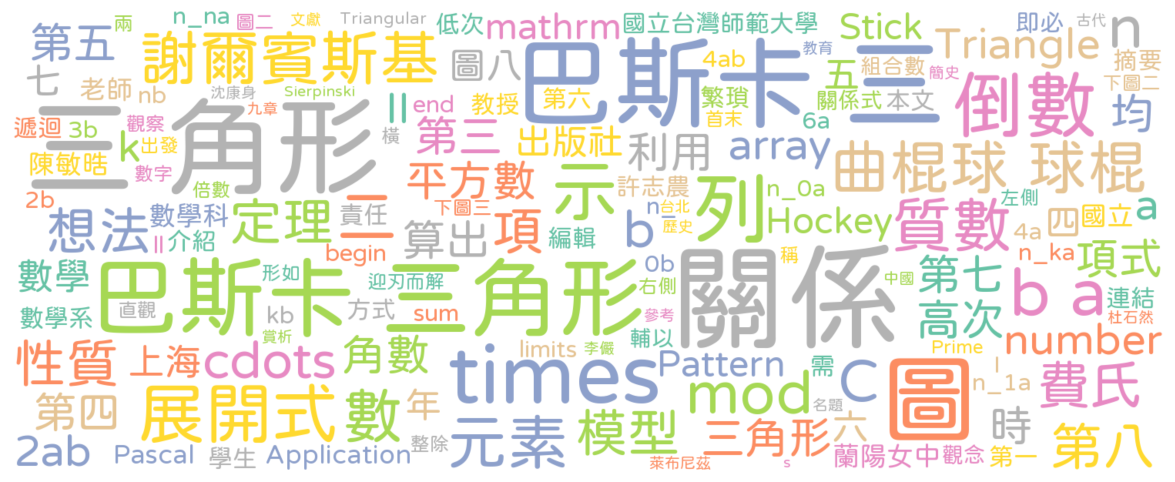 第五 兩 n_na 圖二 文獻 Triangular 低次 mathrm 國立台灣師範大學 教育 Stick 即必 n 古代
謝爾賓斯基 圖八 巴斯卡 三 4ab 五 組合數 簡史 Triangle 摘要 下圖二
七 老師 nb 沈康身 Sierpinski 九章 end 教授 第六 繁瑣 首末 關係式 本文 6a 倒數 均
遞迴 3b 觀察 k 出發 三角形 橫 第三 出版社 利用 array 曲棍球 球棍
陳敏晧 數字 倍數 平方數 示 許志農 列 n_0a 左側
2b 想法 數學科 定理 責任 下圖三 一 項 編輯 b_ n 台北 歷史 Hockey 質數 四 國立 a
ll 介紹 算出 begin 4a n_ka 項式
數學 巴斯卡三角形 形如 迎刃而解 0b 右側 關係 稱 中國 第七 b a 連結
數學系 直觀 kb 方式 sum 參考 輔以 高次 杜石然
性質 上海 cdots 賞析 角數 limits 李儼 times Pattern 需 C Prime number
第四 展開式 數 年 mod 圖 l n_1a 費氏
2ab Pascal 學生 Application 整除 元素 模型 三角形 名題 六 蘭陽女中 觀念 第一 時 第八
萊布尼茲 s